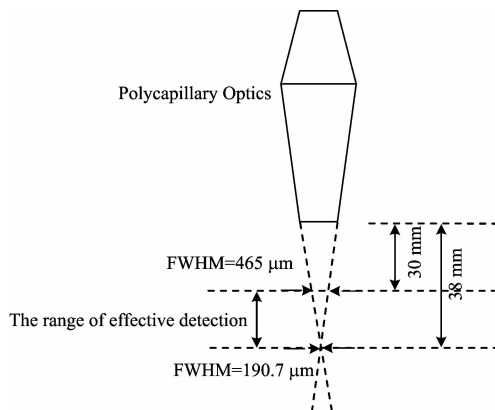 Polycapillary Optics
FWHM=465 μm
30 mm
38 mm
The range of effective detection
FWHM=190.7 μm